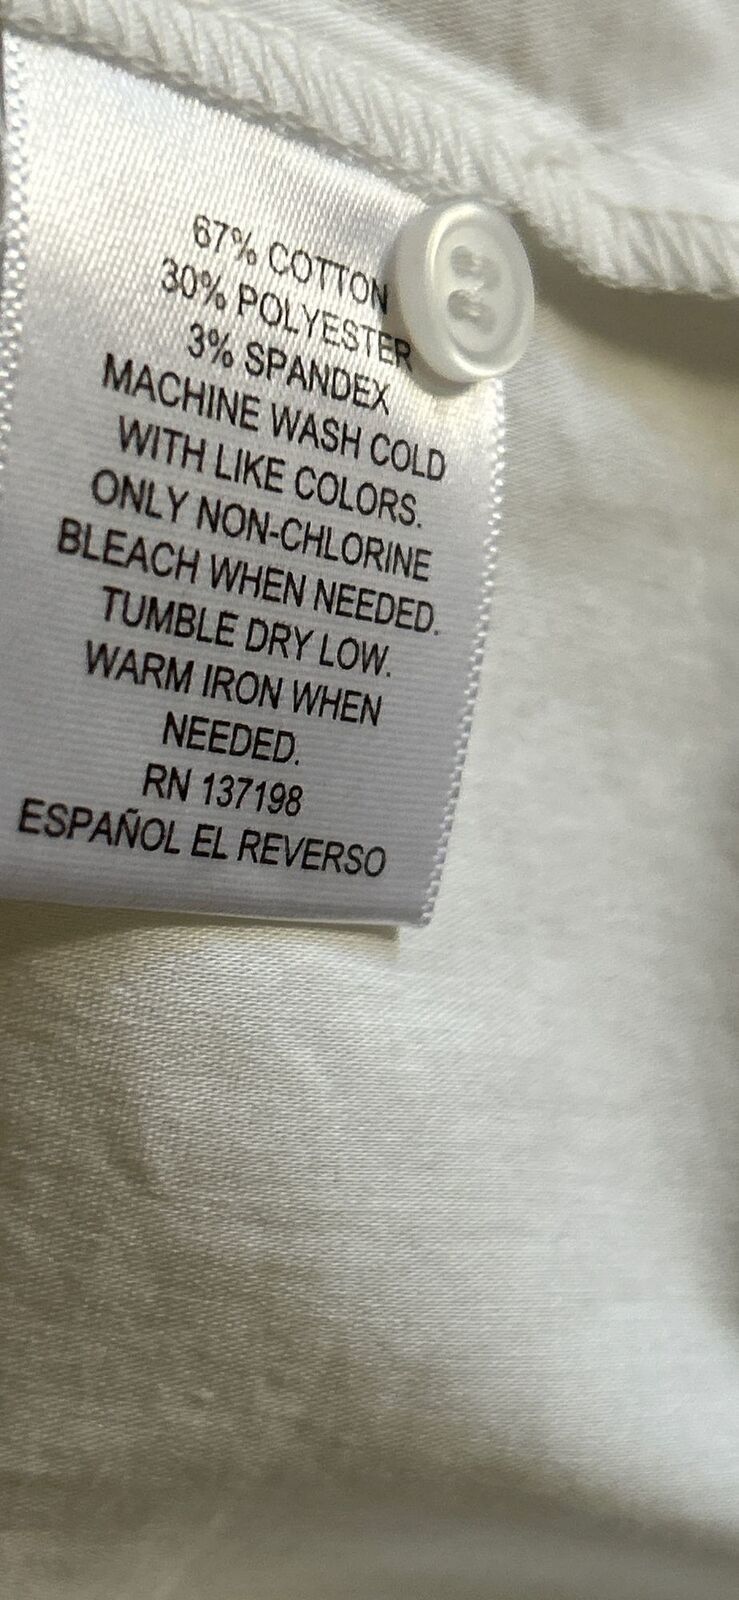 67% COTTON
30% POLYESTER
3% SPANDEX
MACHINE WASH COLD
WITH LIKE COLORS.
ONLY NON-CHLORINE
BLEACH WHEN NEEDED.
TUMBLE DRY LOW.
WARM IRON WHEN
NEEDED.
RN 137198
ESPAÑOL EL REVERSO